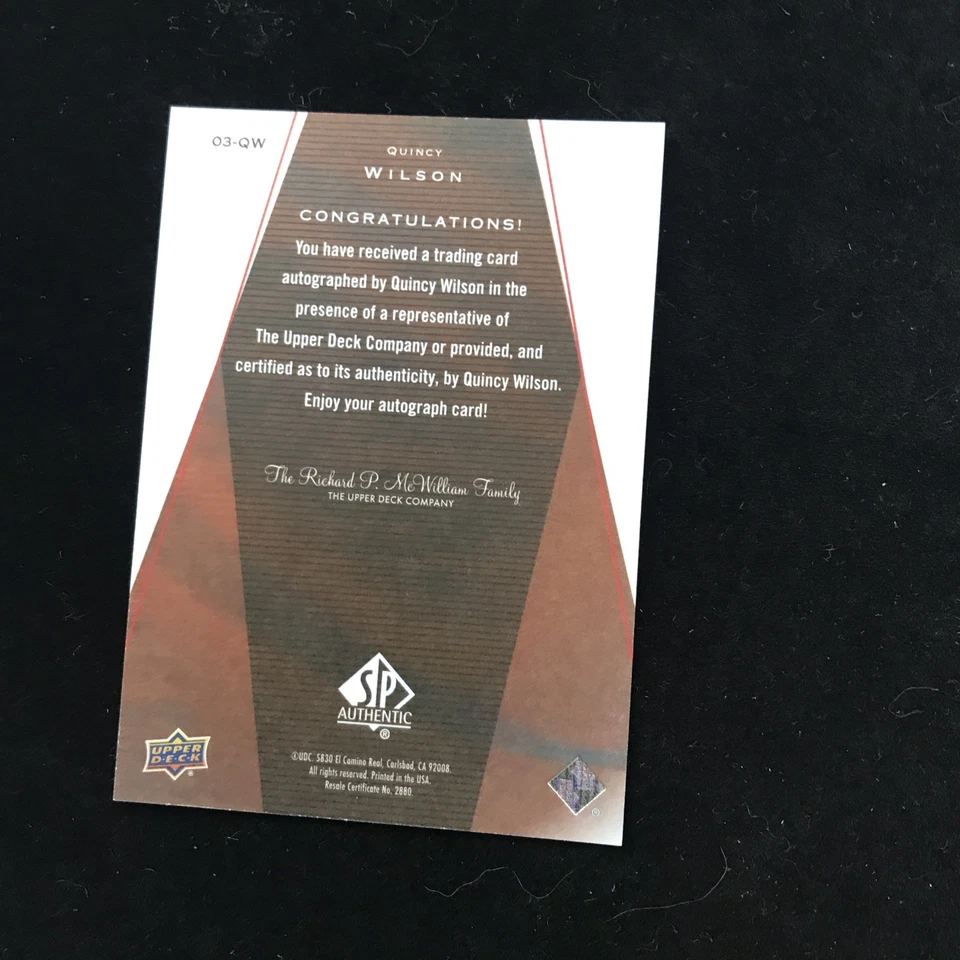 03-QW
QUINCY
WILSON
CONGRATULATIONS!
You have received a trading card
autographed by Quincy Wilson in the
presence of a representative of
The Upper Deck Company or provided, and
certified as to its authenticity, by Quincy Wilson.
Enjoy your autograph card!
The Richard P. McWilliam Family
THE UPPER DECK COMPANY
SP
AUTHENTIC
®
UPPER
D·E·C·K
®
©UDC. 5830 El Camino Real, Carlsbad, CA 92008.
All rights reserved. Printed in the USA.
Resale Certificate No. 2880.
®